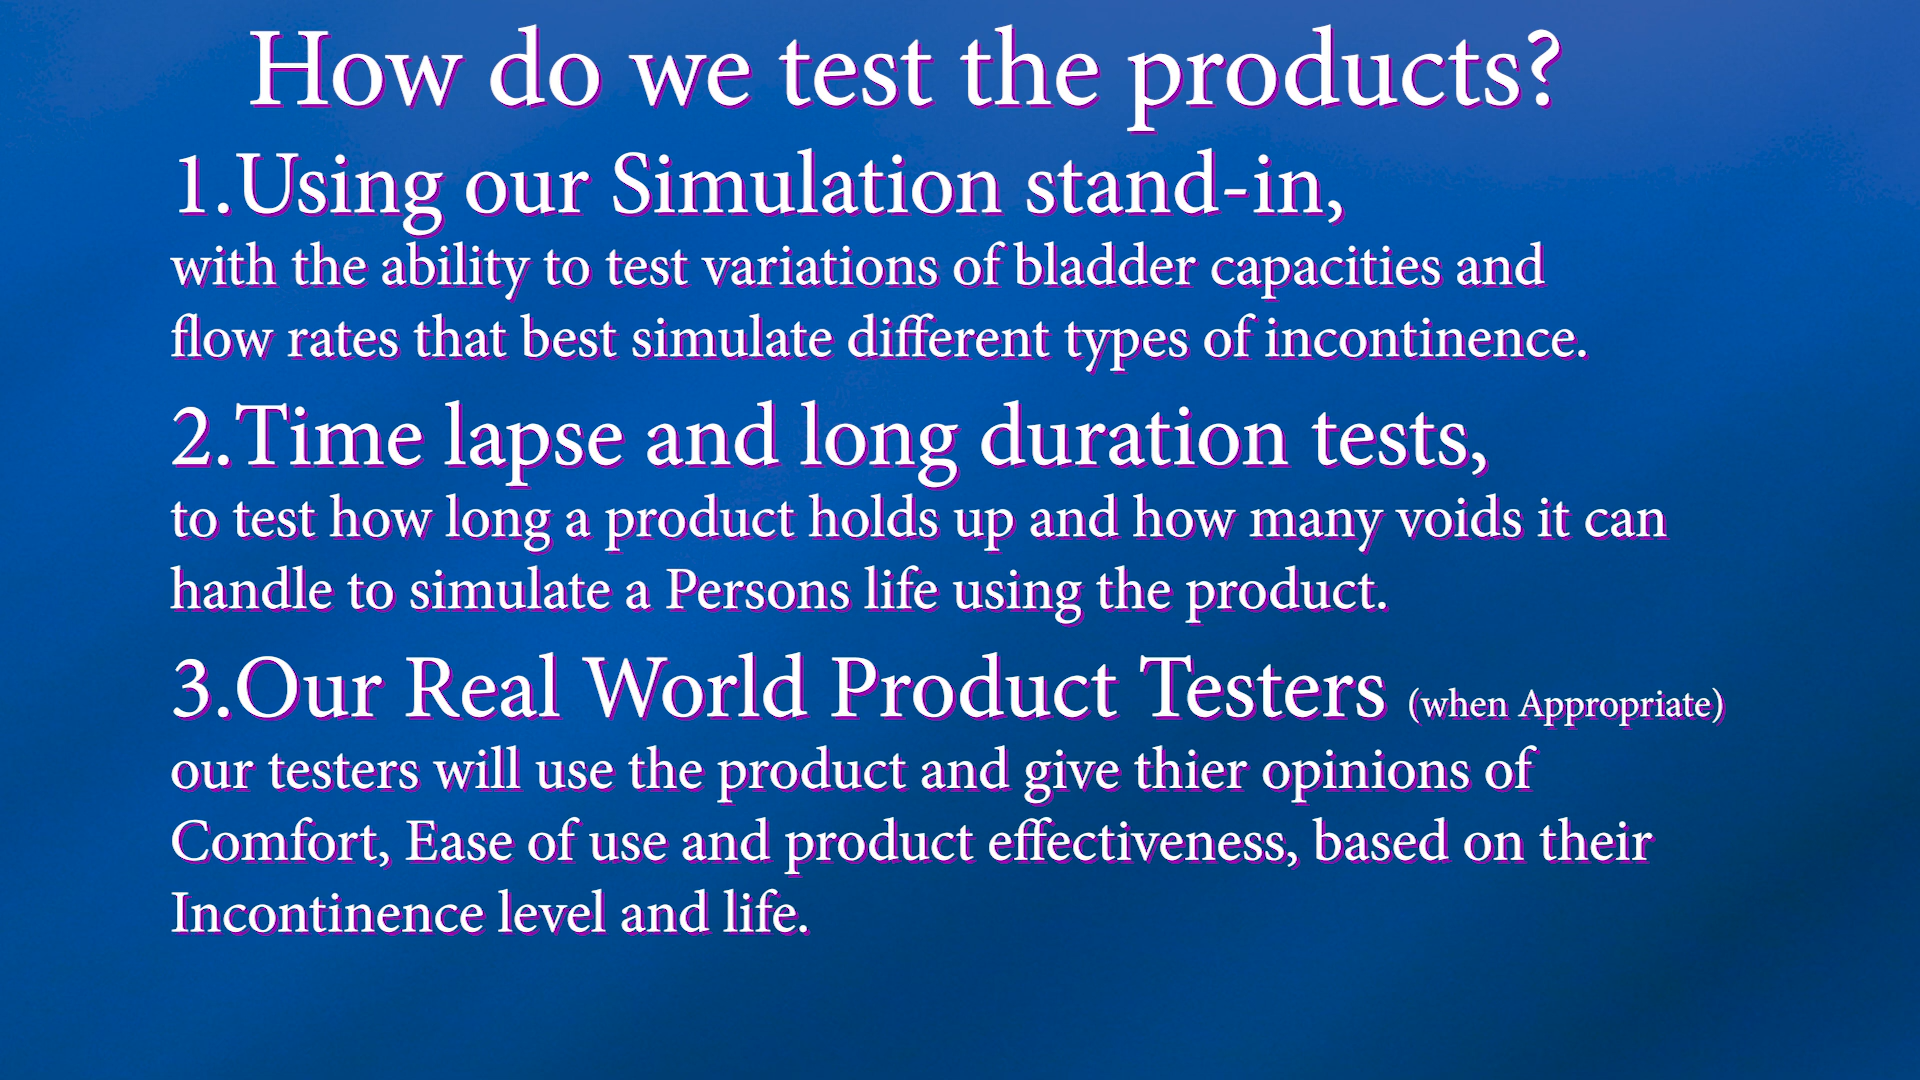 How do we test the products?
1.Using our Simulation stand-in,
with the ability to test variations of bladder capacities and
flow rates that best simulate different types of incontinence.
2.Time lapse and long duration tests,
to test how long a product holds up and how many voids it can
handle to simulate a Persons life using the product.
3.Our Real World Product Testers (when Appropriate)
our testers will use the product and give thier opinions of
Comfort, Ease of use and product effectiveness, based on their
Incontinence level and life.